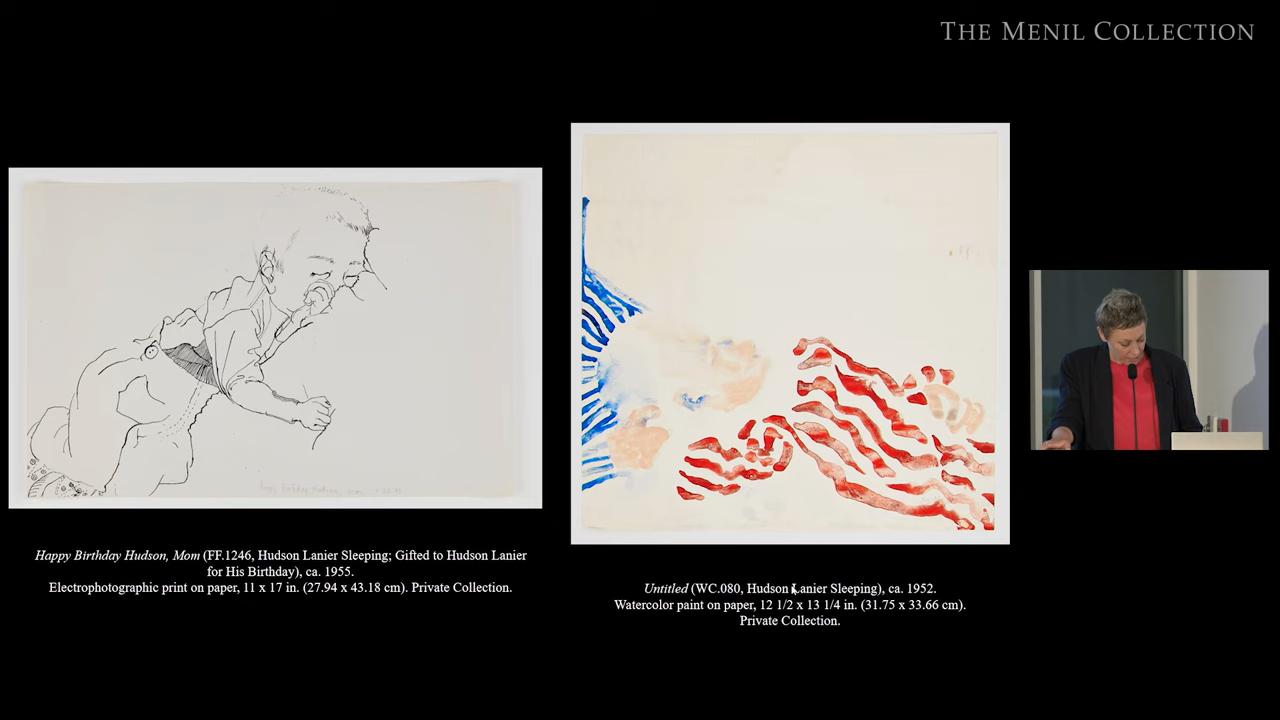 THE MENIL COLLECTION
Happy Birthday Hudson, Mom (FF.1246, Hudson Lanier Sleeping; Gifted to Hudson Lanier
for His Birthday), ca. 1955.
Electrophotographic print on paper, 11 x 17 in. (27.94 x 43.18 cm). Private Collection.
Untitled (WC.080, Hudson Lanier Sleeping), ca. 1952.
Watercolor paint on paper, 12 1/2 x 13 1/4 in. (31.75 x 33.66 cm).
Private Collection.